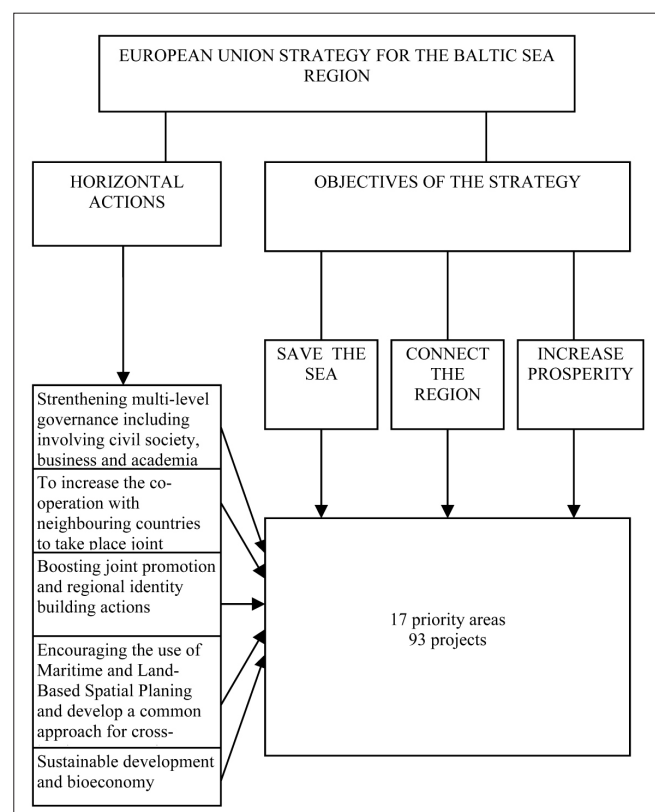 EUROPEAN UNION STRATEGY FOR THE BALTIC SEA
REGION
HORIZONTAL
ACTIONS
OBJECTIVES OF THE STRATEGY
SAVE THE
SEA
CONNECT
THE
REGION
INCREASE
PROSPERITY
Strenthening multi-level
governance including
involving civil society,
business and academia
To increase the co-
operation with
neighbouring countries
to take place joint
Boosting joint promotion
and regional identity
building actions
Encouraging the use of
Maritime and Land-
Based Spatial Planing
and develop a common
approach for cross-
Sustainable development
and bioeconomy
17 priority areas
93 projects